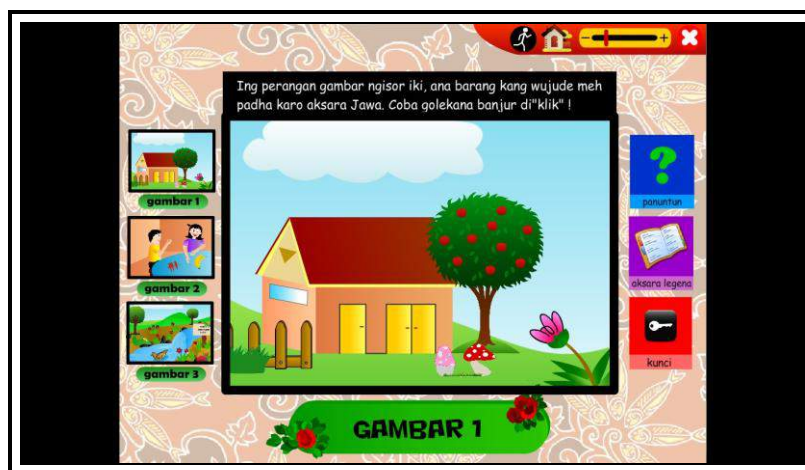 Ing perangan gambar ngisor iki, ana barang kang wujude meh
padha karo aksara Jawa. Coba golekana banjur di"klik" !
gambar 1
gambar 2
gambar 3
panuntun
aksara legena
kunci
GAMBAR 1